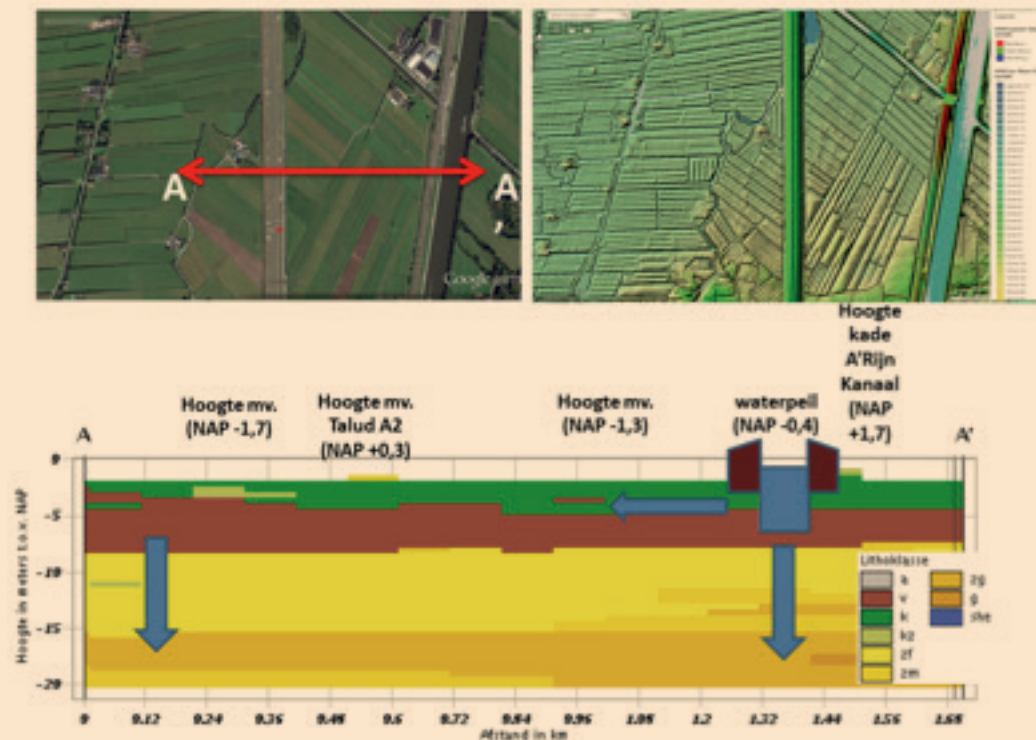 A
A
'
Google
Hoogte mv.
(NAP -1,7)
Hoogte mv.
Talud A2
(NAP +0,3)
Hoogte mv.
(NAP -1,3)
waterpeil
(NAP -0,4)
Hoogte
kade
A'Rijn
Kanaal
(NAP
+1,7)
A
A'
Hoogte in meters t.o.v. NAP
0
-5
-10
-15
-20
Lithoklasse
a
v
k
kz
zf
zm
zg
g
she
0 0.12 0.24 0.36 0.48 0.6 0.72 0.84 0.96 1.08 1.2 1.32 1.44 1.56 1.68
Afstand in km